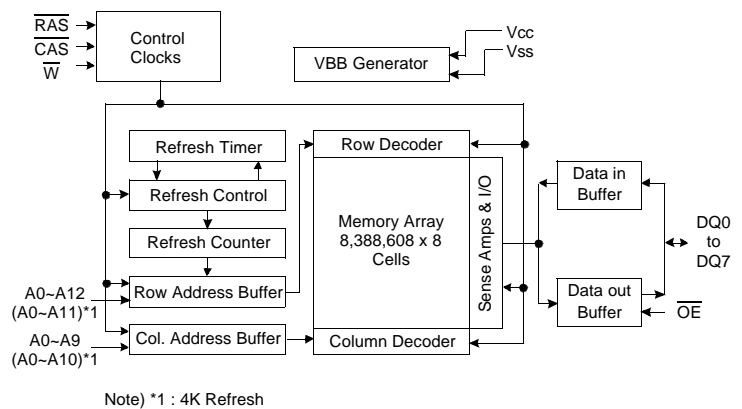 RAS
CAS
W
Control
Clocks
VBB Generator
Vcc
Vss
Refresh Timer
Refresh Control
Refresh Counter
Row Address Buffer
Col. Address Buffer
A0~A12
(A0~A11)*1
A0~A9
(A0~A10)*1
Row Decoder
Memory Array
8,388,608 x 8
Cells
Sense Amps & I/O
Column Decoder
Data in
Buffer
Data out
Buffer
DQ0
to
DQ7
OE
Note) *1 : 4K Refresh